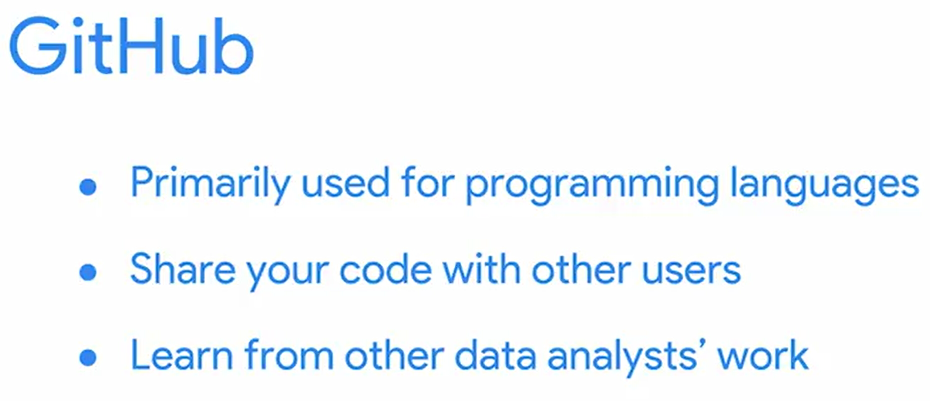 GitHub
● Primarily used for programming languages
● Share your code with other users
● Learn from other data analysts’ work